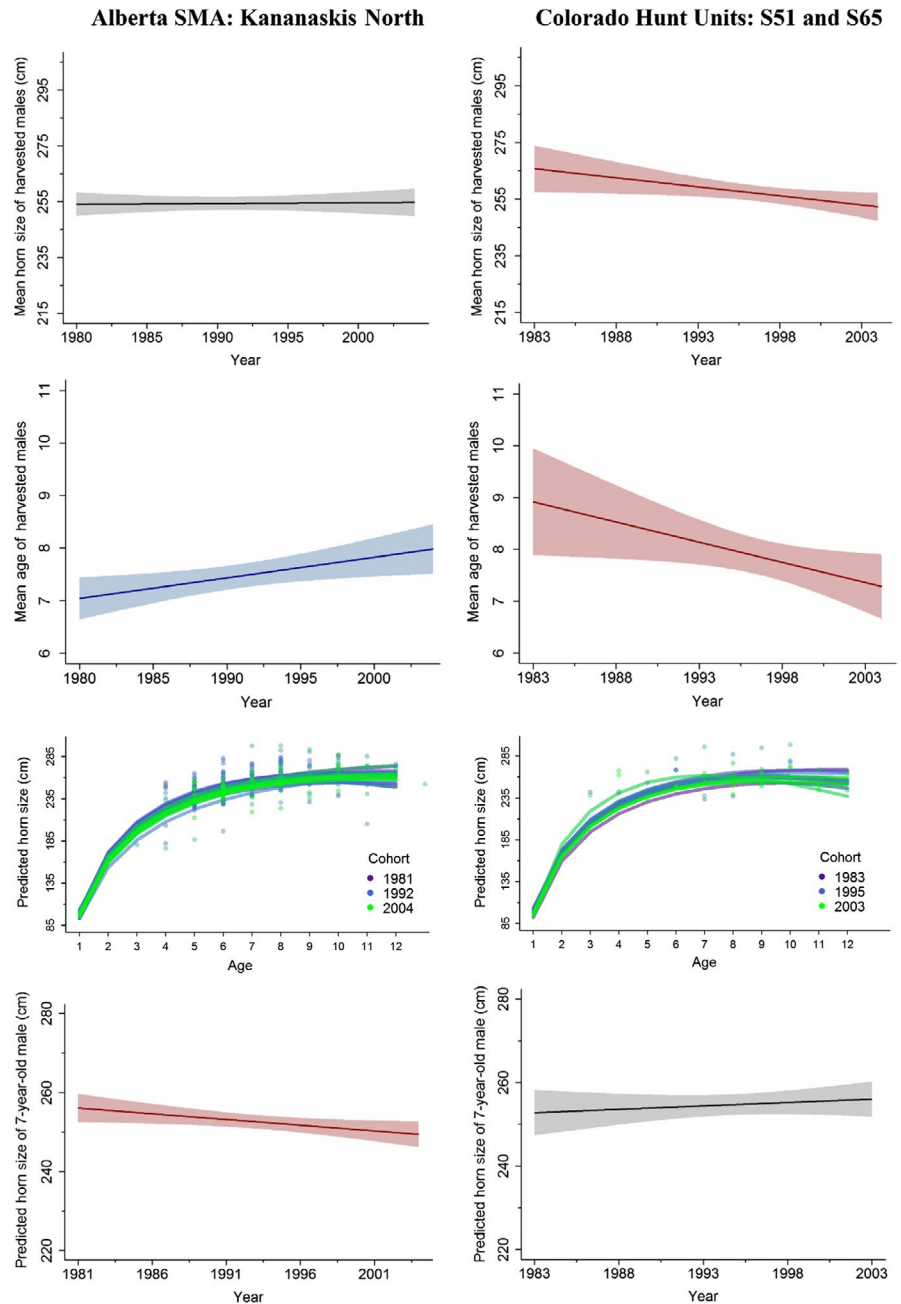 Alberta SMA: Kananaskis North
Colorado Hunt Units: S51 and S65
Mean horn size of harvested males (cm)
295
275
255
235
215
1980 1985 1990 1995 2000
Year
Mean horn size of harvested males (cm)
295
275
255
235
215
1983 1988 1993 1998 2003
Year
Mean age of harvested males
11
10
9
8
7
6
1980 1985 1990 1995 2000
Year
Mean age of harvested males
11
10
9
8
7
6
1983 1988 1993 1998 2003
Year
Predicted horn size (cm)
285
235
185
135
85
Cohort
1981
1992
2004
1 2 3 4 5 6 7 8 9 10 11 12
Age
Predicted horn size (cm)
285
235
185
135
85
Cohort
1983
1995
2003
1 2 3 4 5 6 7 8 9 10 11 12
Age
Predicted horn size of 7-year-old male (cm)
280
260
240
220
1981 1986 1991 1996 2001
Year
Predicted horn size of 7-year-old male (cm)
280
260
240
220
1983 1988 1993 1998 2003
Year